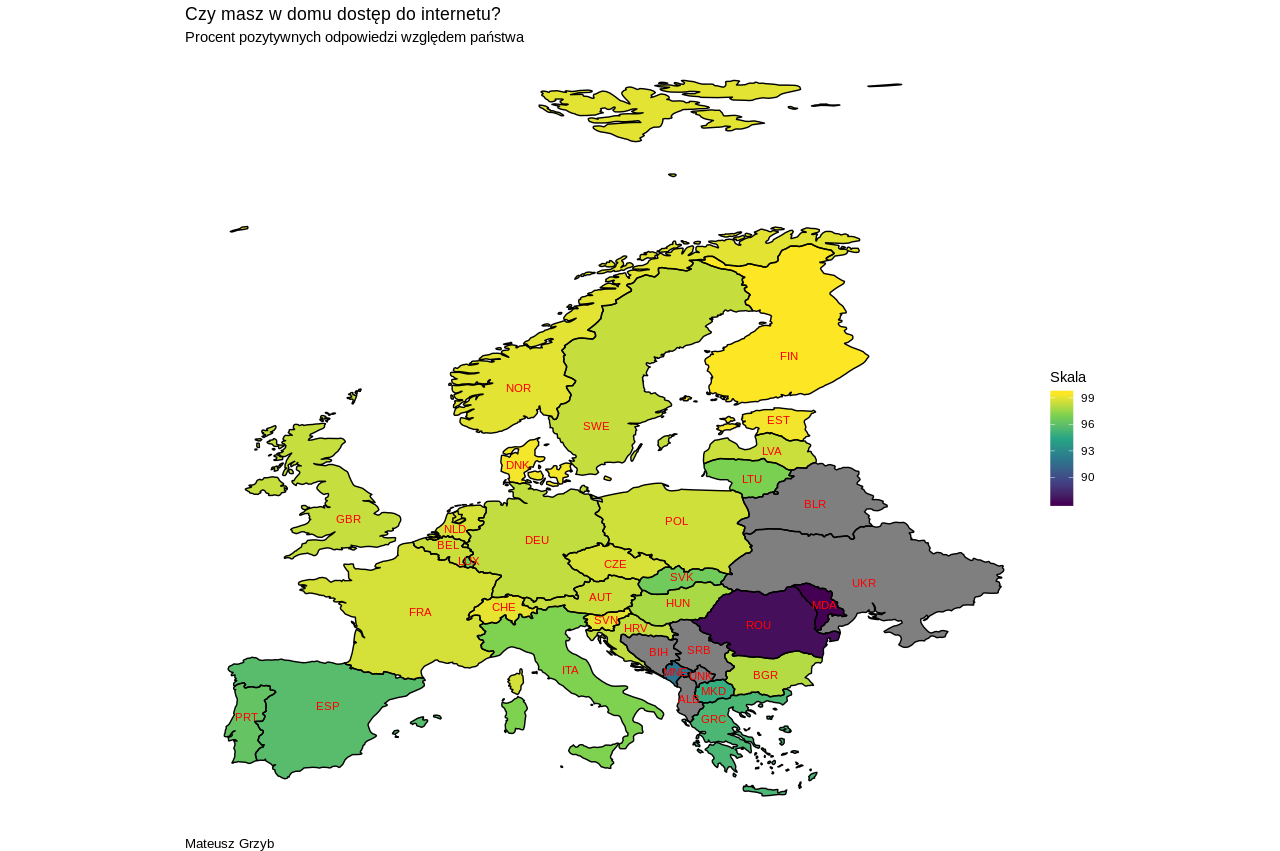 Czy masz w domu dostęp do internetu?
Procent pozytywnych odpowiedzi względem państwa
FIN
NOR
EST
SWE
LVA
DNK
LTU
BLR
GBR
POL
NLD
DEU
BEL
LUX
CZE
SVK
UKR
AUT
HUN
CHE
MDA
FRA
SVN
HRV
ROU
BIH
SRB
ITA
BGR
MKD
ALB
ESP
PRT
GRC
Skala
99
96
93
90
Mateusz Grzyb